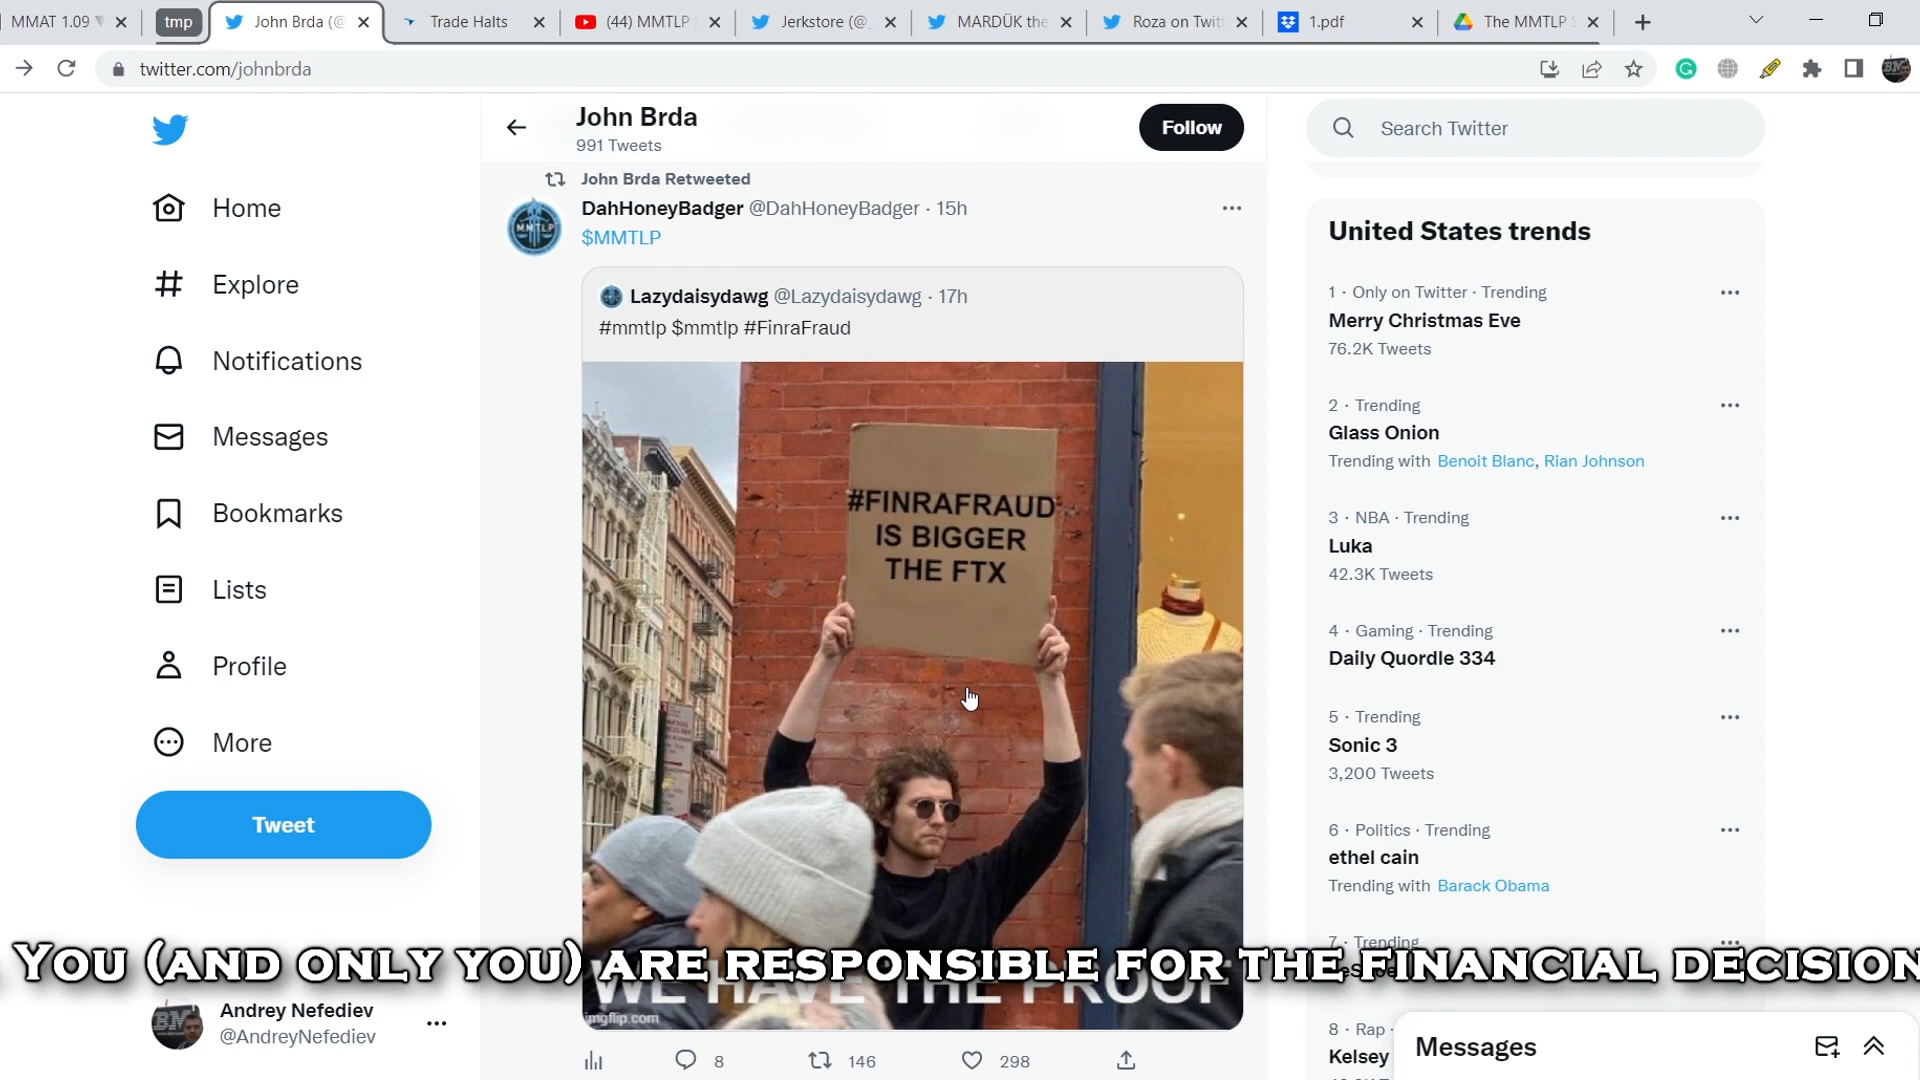 MMAT 1.09
tmp
John Brda (@
Trade Halts
(44) MMTLP S
Jerkstore (@_
MARDÜK the
Roza on Twit
1.pdf
The MMTLP S
twitter.com/johnbrda
John Brda
991 Tweets
Follow
Search Twitter
Home
Explore
Notifications
Messages
Bookmarks
Lists
Profile
More
Tweet
Andrey Nefediev
@AndreyNefediev
John Brda Retweeted
DahHoneyBadger @DahHoneyBadger · 15h
$MMTLP
Lazydaisydawg @Lazydaisydawg · 17h
#mmtlp $mmtlp #FinraFraud
#FINRAFRAUD
IS BIGGER
THE FTX
WE HAVE THE PROOF
imgflip.com
8
146
298
United States trends
1 · Only on Twitter · Trending
Merry Christmas Eve
76.2K Tweets
2 · Trending
Glass Onion
Trending with Benoit Blanc, Rian Johnson
3 · NBA · Trending
Luka
42.3K Tweets
4 · Gaming · Trending
Daily Quordle 334
5 · Trending
Sonic 3
3,200 Tweets
6 · Politics · Trending
ethel cain
Trending with Barack Obama
7 · Trending
8 · Rap ·
Kelsey
Messages
You (and only you) are responsible for the financial decision